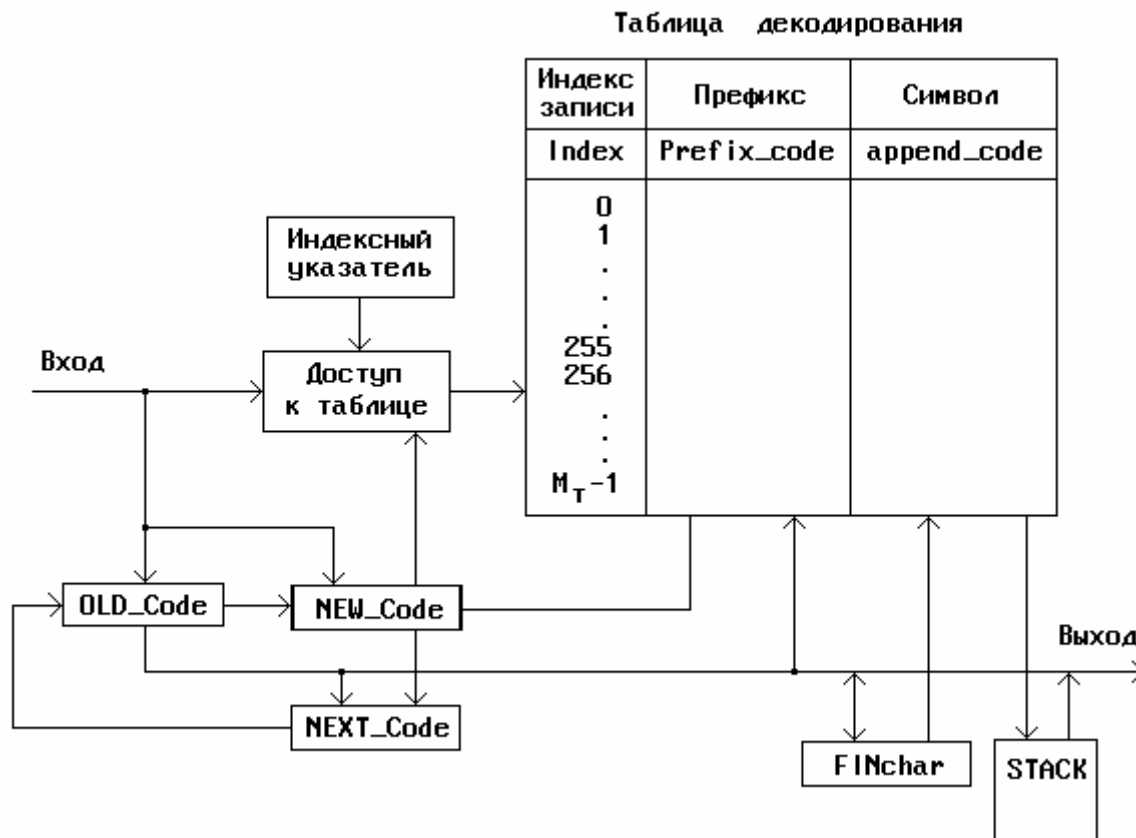 Таблица декодирования
Индекс записи
Префикс
Символ
Index
Prefix_code
append_code
0
1
.
.
.
255
256
.
.
.
Mт-1
Индексный
указатель
Вход
Доступ
к таблице
OLD_Code
NEW_Code
NEXT_Code
Выход
FINchar
STACK